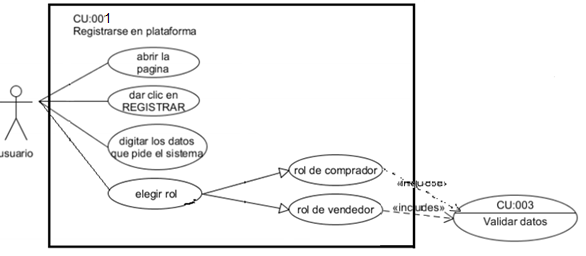 CU:001
Registrarse en plataforma
abrir la
pagina
dar clic en
REGISTRAR
digitar los datos
que pide el sistema
usuario
elegir rol
rol de comprador
rol de vendedor
«includes»
CU:003
Validar datos